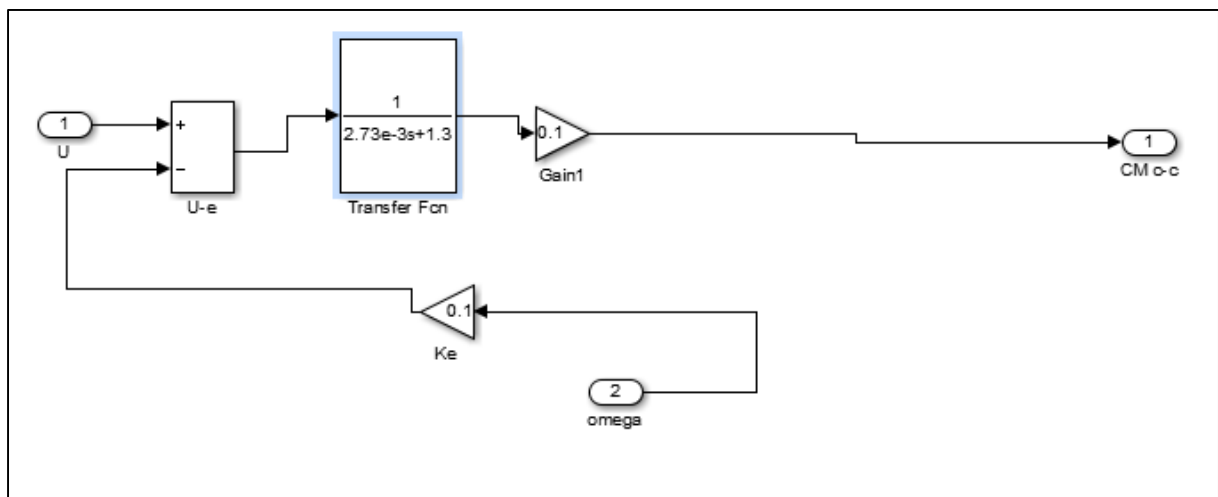 1
U
+
−
U-e
1
2.73e-3s+1.3
Transfer Fcn
0.1
Gain1
1
CM c-c
0.1
Ke
2
omega